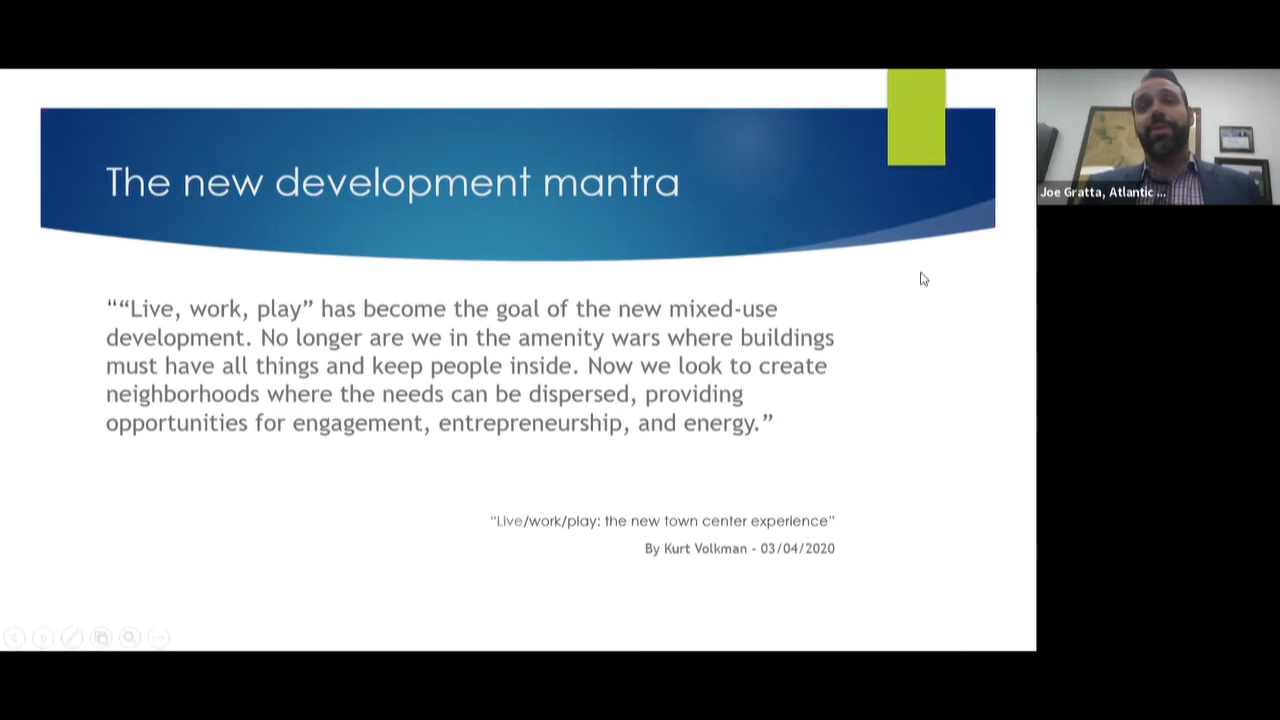 The new development mantra
Joe Gratta, Atlantic ...
““Live, work, play” has become the goal of the new mixed-use
development. No longer are we in the amenity wars where buildings
must have all things and keep people inside. Now we look to create
neighborhoods where the needs can be dispersed, providing
opportunities for engagement, entrepreneurship, and energy.”
“Live/work/play: the new town center experience”
By Kurt Volkman - 03/04/2020